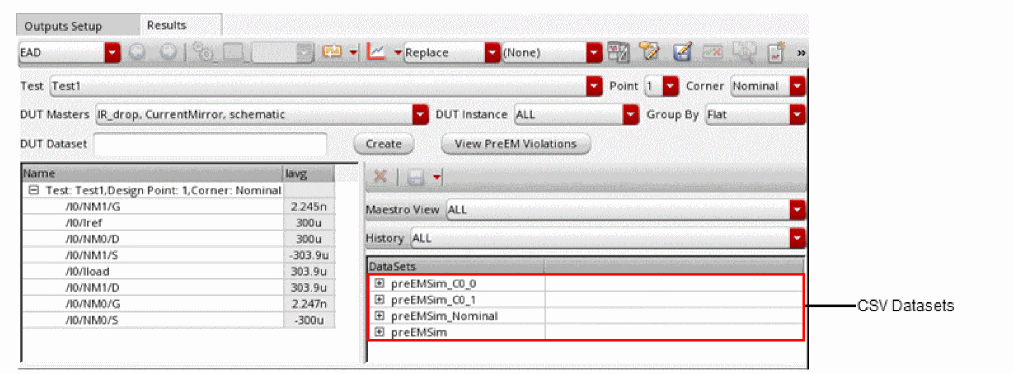 Outputs Setup Results
EAD Replace (None) »
Test Test1 Point 1 Corner Nominal
DUT Masters IR_drop, CurrentMirror, schematic DUT Instance ALL Group By Flat
DUT Dataset Create View PreEM Violations
Name Iavg
Test: Test1,Design Point: 1,Corner: Nominal
/I0/NM1/G 2.245n
/I0/Iref 300u
/I0/NM0/D 300u
/I0/NM1/S -303.9u
/I0/Iload 303.9u
/I0/NM1/D 303.9u
/I0/NM0/G 2.247n
/I0/NM0/S -300u
Maestro View ALL
History ALL
DataSets
preEMSim_C0_0
preEMSim_C0_1
preEMSim_Nominal
preEMSim
CSV Datasets